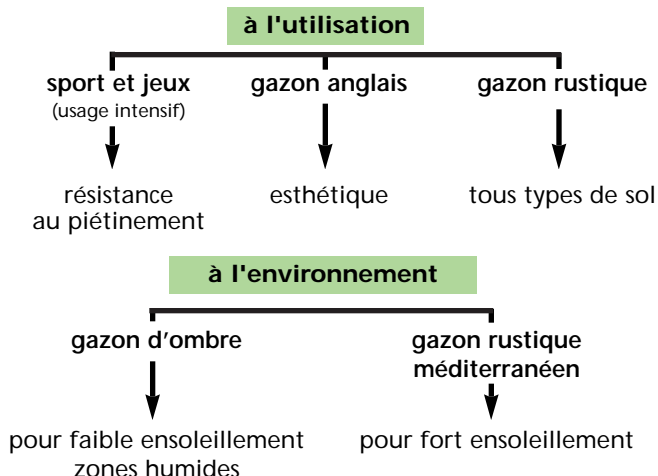 à l'utilisation
sport et jeux
(usage intensif)
gazon anglais
gazon rustique
résistance
au piétinement
esthétique
tous types de sol
à l'environnement
gazon d'ombre
gazon rustique
méditerranéen
pour faible ensoleillement
zones humides
pour fort ensoleillement